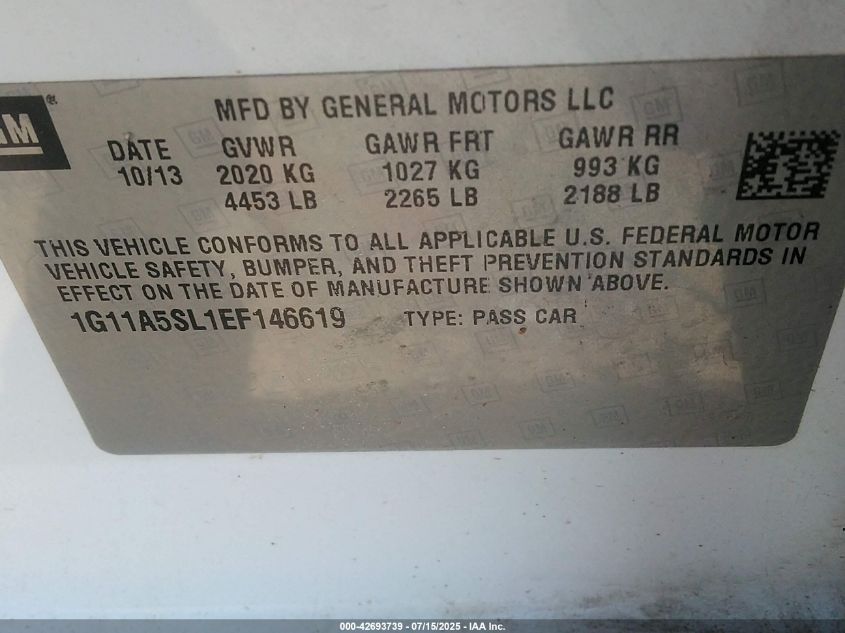 GM®
MFD BY GENERAL MOTORS LLC
DATE GVWR GAWR FRT GAWR RR
10/13 2020 KG 1027 KG 993 KG
4453 LB 2265 LB 2188 LB
THIS VEHICLE CONFORMS TO ALL APPLICABLE U.S. FEDERAL MOTOR
VEHICLE SAFETY, BUMPER, AND THEFT PREVENTION STANDARDS IN
EFFECT ON THE DATE OF MANUFACTURE SHOWN ABOVE.
1G11A5SL1EF146619 TYPE: PASS CAR
000-42693739 - 07/15/2025 - IAA Inc.